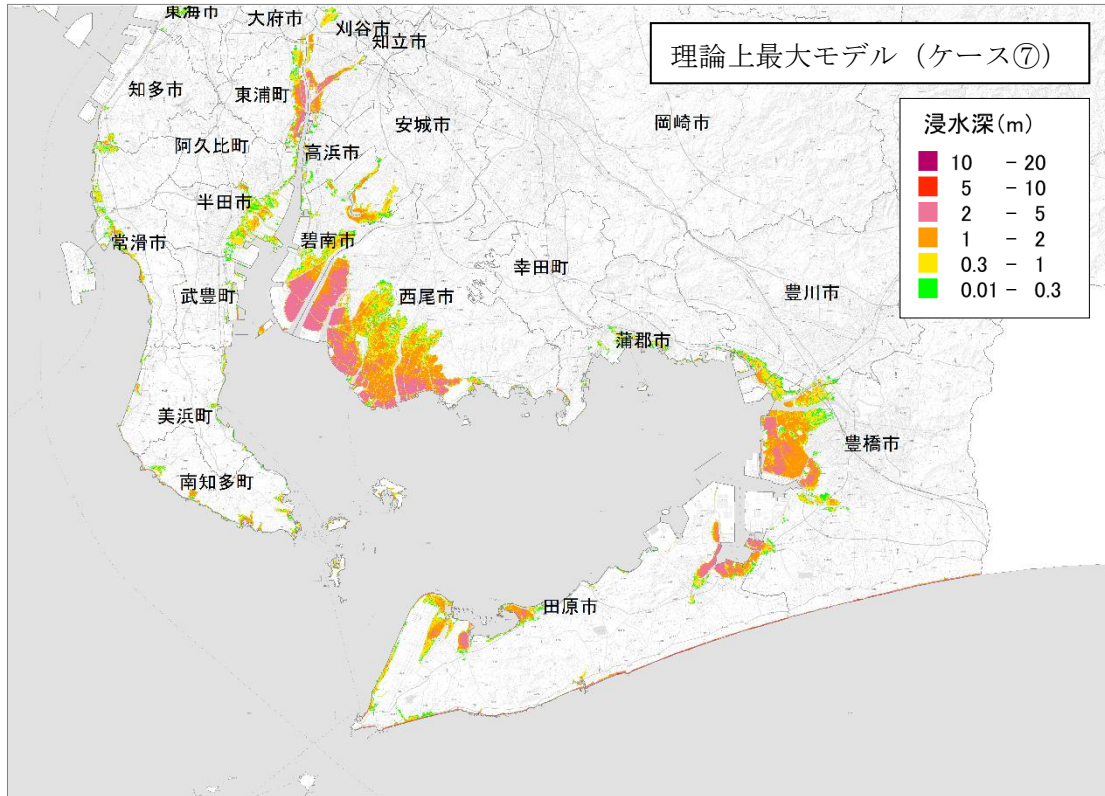 東海市
大府市
刈谷市
知立市
理論上最大モデル（ケース⑦）
知多市
東浦町
安城市
岡崎市
浸水深(m)
10 － 20
5 － 10
2 － 5
1 － 2
0.3 － 1
0.01 － 0.3
阿久比町
高浜市
半田市
常滑市
碧南市
幸田町
武豊町
西尾市
豊川市
蒲郡市
美浜町
豊橋市
南知多町
田原市